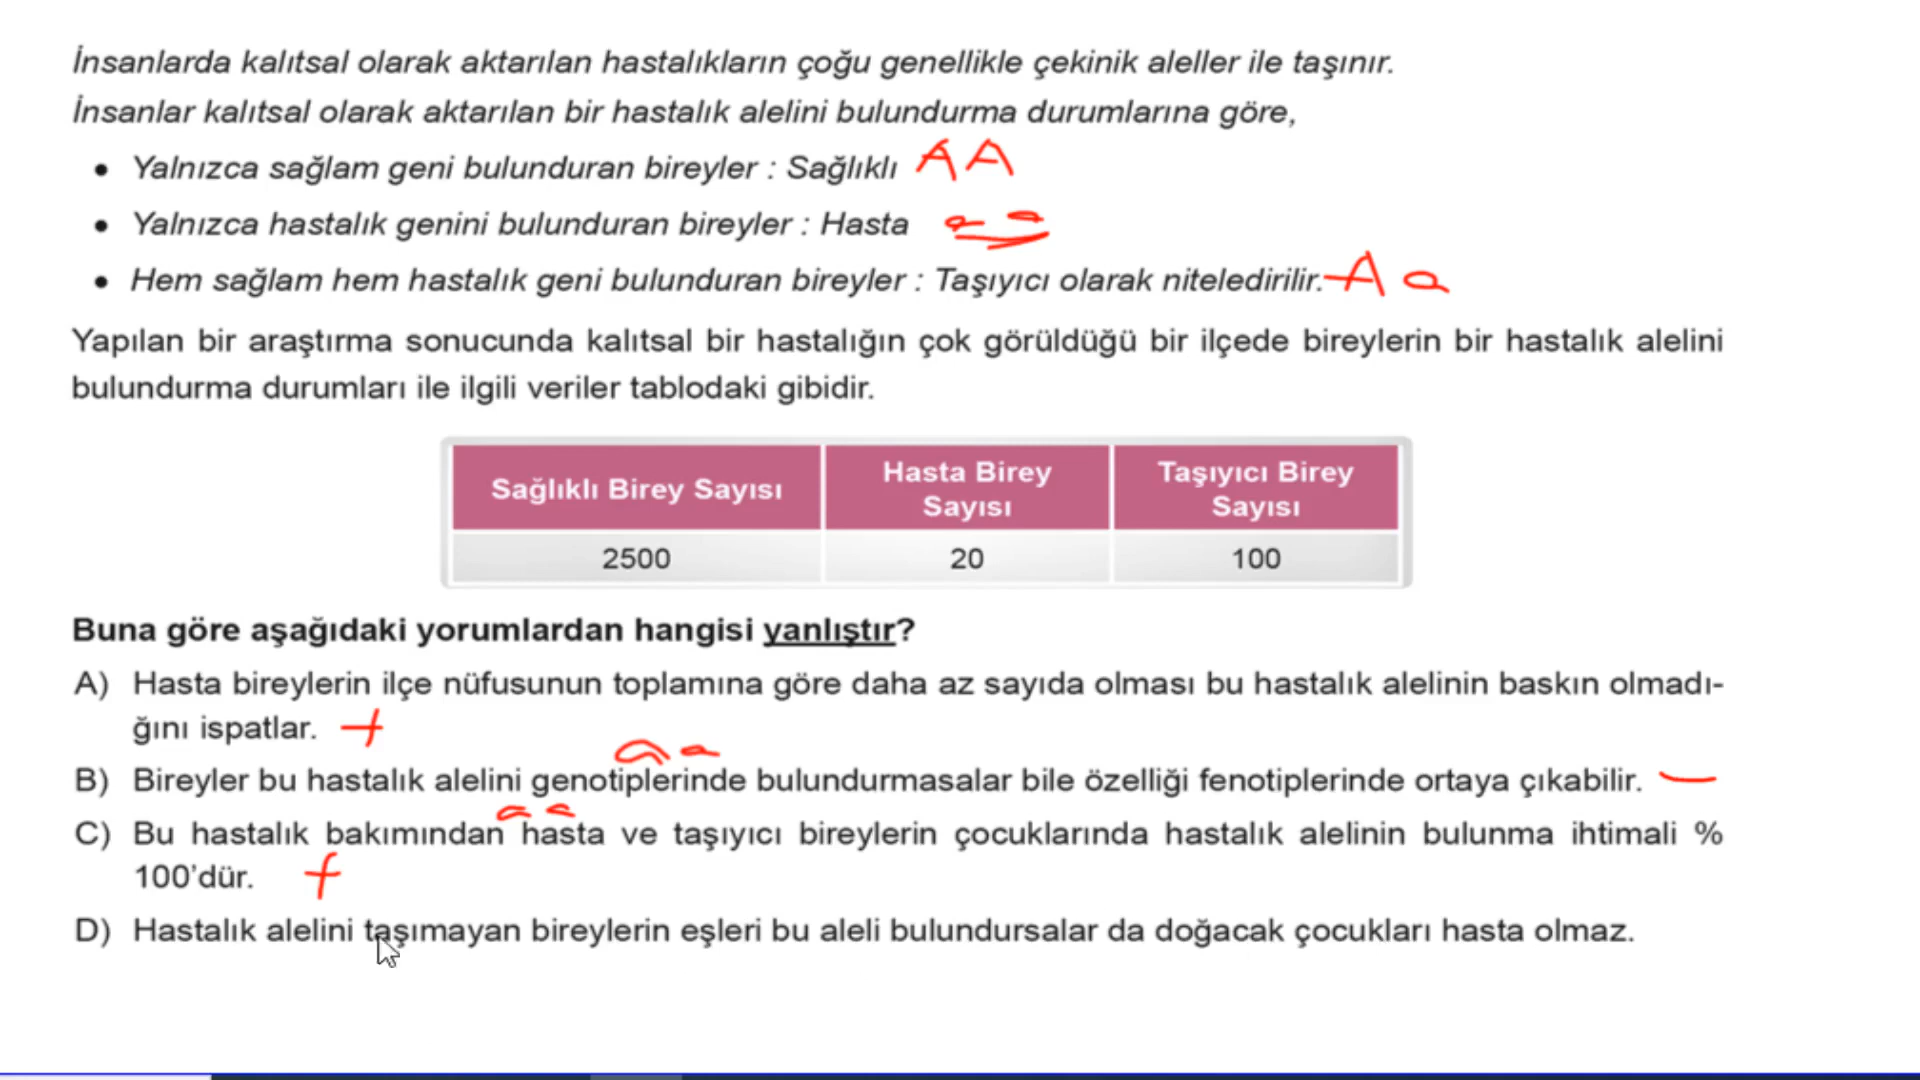 İnsanlarda kalıtsal olarak aktarılan hastalıkların çoğu genellikle çekinik aleller ile taşınır.
İnsanlar kalıtsal olarak aktarılan bir hastalık alelini bulundurma durumlarına göre,
• Yalnızca sağlam geni bulunduran bireyler : Sağlıklı A A
• Yalnızca hastalık genini bulunduran bireyler : Hasta a a
• Hem sağlam hem hastalık geni bulunduran bireyler : Taşıyıcı olarak niteledirilir. A a
Yapılan bir araştırma sonucunda kalıtsal bir hastalığın çok görüldüğü bir ilçede bireylerin bir hastalık alelini
bulundurma durumları ile ilgili veriler tablodaki gibidir.
Sağlıklı Birey Sayısı Hasta Birey Sayısı Taşıyıcı Birey Sayısı
2500 20 100
Buna göre aşağıdaki yorumlardan hangisi yanlıştır?
A) Hasta bireylerin ilçe nüfusunun toplamına göre daha az sayıda olması bu hastalık alelinin baskın olmadı-
ğını ispatlar. +
a a
B) Bireyler bu hastalık alelini genotiplerinde bulundurmasalar bile özelliği fenotiplerinde ortaya çıkabilir. –
a a
C) Bu hastalık bakımından hasta ve taşıyıcı bireylerin çocuklarında hastalık alelinin bulunma ihtimali %
100’dür. +
D) Hastalık alelini taşımayan bireylerin eşleri bu aleli bulundursalar da doğacak çocukları hasta olmaz.